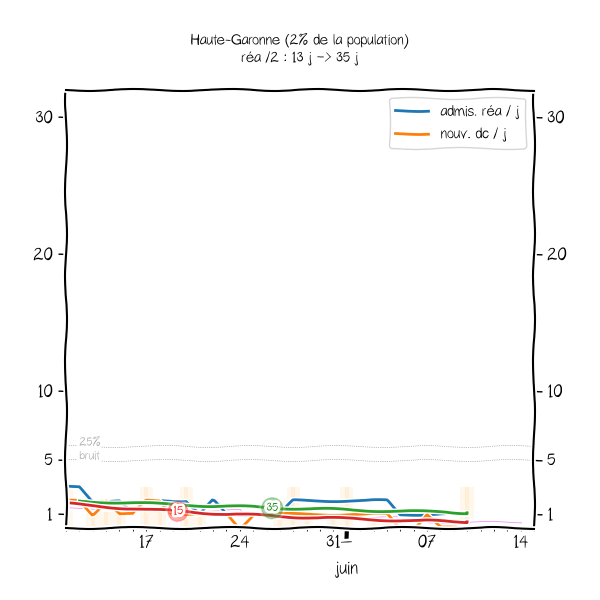 Haute-Garonne (2% de la population)
réa /2 : 13 j -> 35 j
admis. réa / j
nouv. dc / j
30 30
20 20
10 10
25%
bruit
5 5
15 35
1 1
17 24 31 07 14
juin